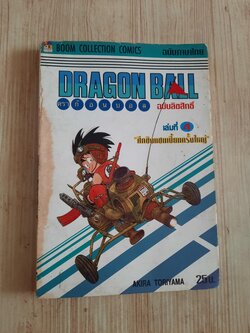 BOOM COLLECTION COMICS ฉบับภาษาไทย
DRAGON BALL
ดราก้อนบอล ฉบับลิขสิทธิ์
เล่มที่ 4
AKIRA TORIYAMA 25บ.